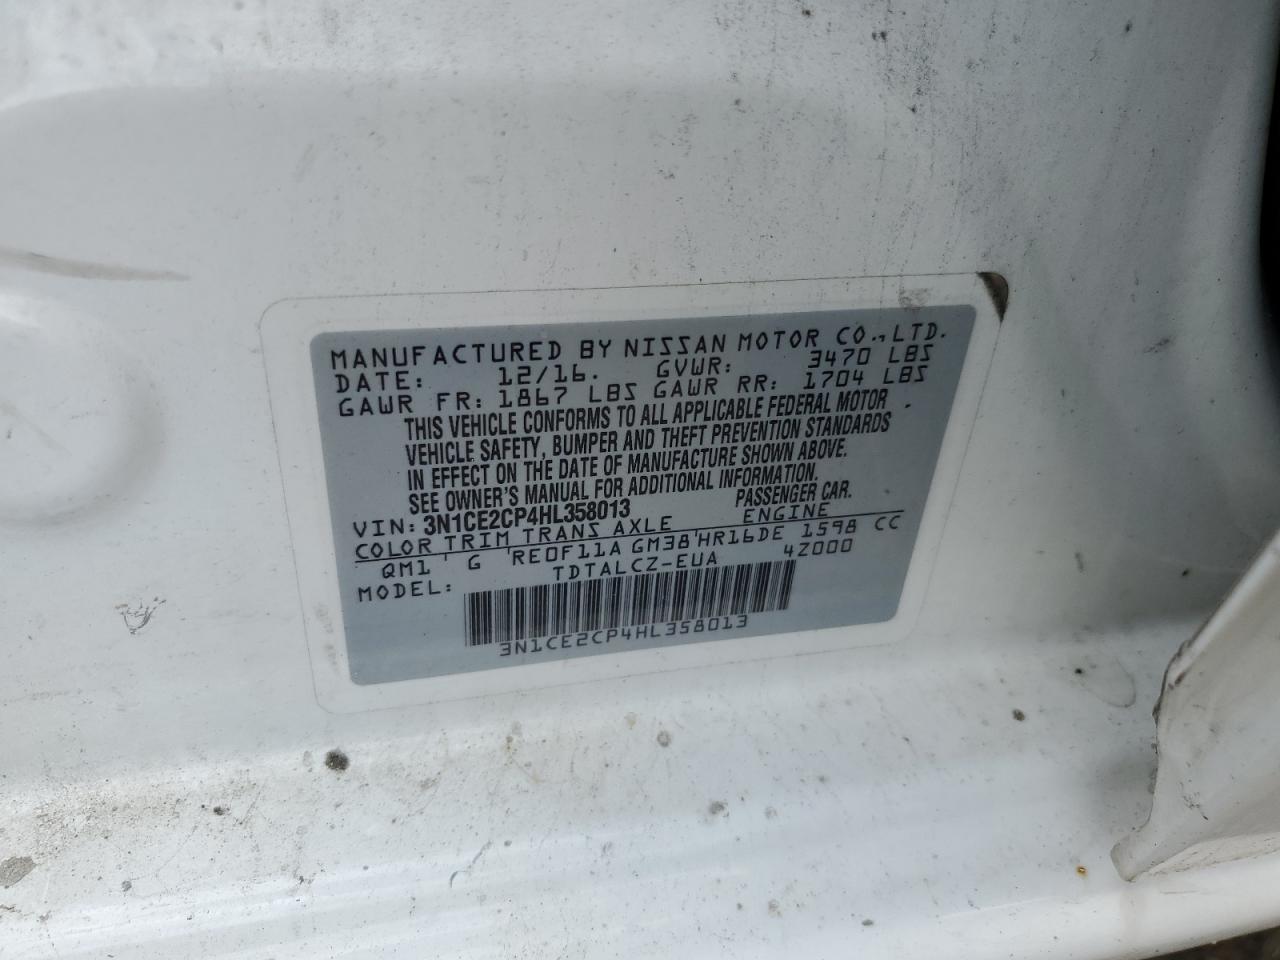 MANUFACTURED BY NISSAN MOTOR CO., LTD.
DATE: 12/16. GVWR: 3470 LBS
GAWR FR: 1867 LBS GAWR RR: 1704 LBS
THIS VEHICLE CONFORMS TO ALL APPLICABLE FEDERAL MOTOR
VEHICLE SAFETY, BUMPER AND THEFT PREVENTION STANDARDS
IN EFFECT ON THE DATE OF MANUFACTURE SHOWN ABOVE.
SEE OWNER'S MANUAL FOR ADDITIONAL INFORMATION.
VIN: 3N1CE2CP4HL358013 PASSENGER CAR.
COLOR TRIM TRANS AXLE ENGINE
QM1 ' G 'RE0F11A GM38'HR16DE 1598 CC
MODEL: TDTALCZ-EUA 4Z000
3N1CE2CP4HL358013